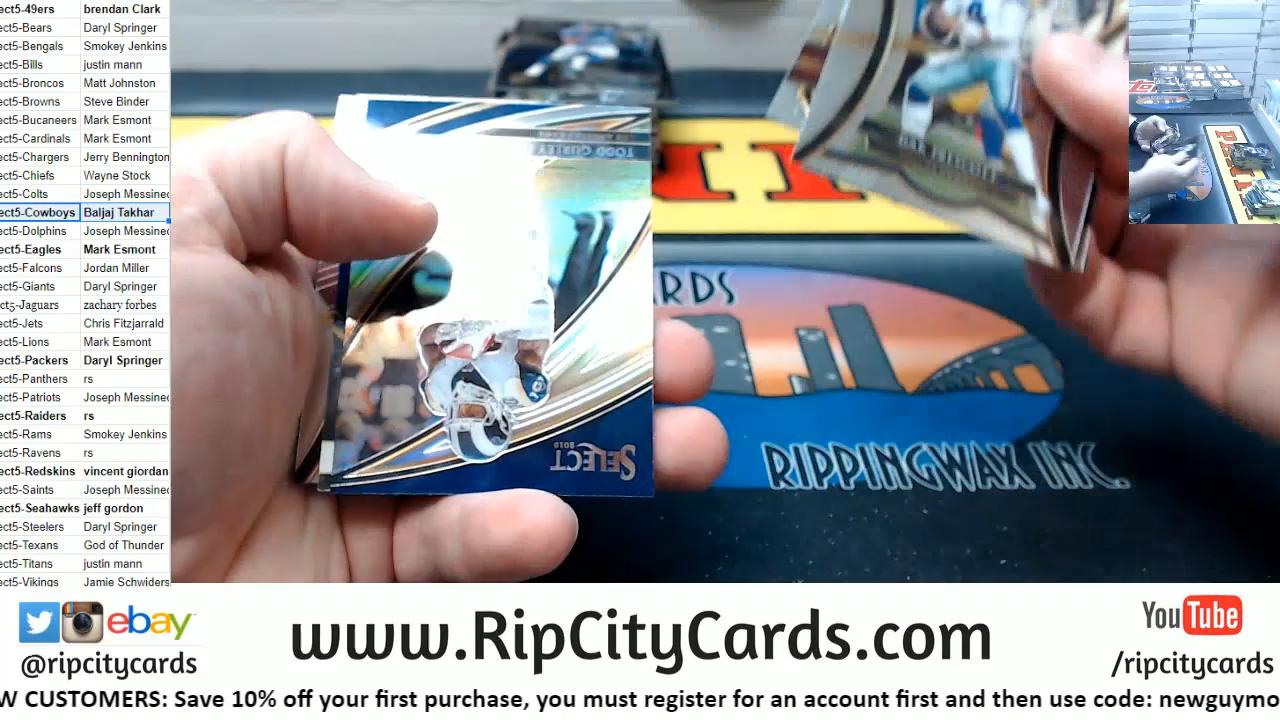 ect5-49ers brendan Clark
ect5-Bears Daryl Springer
ect5-Bengals Smokey Jenkins
ect5-Bills justin mann
ect5-Broncos Matt Johnston
ect5-Browns Steve Binder
ect5-Bucaneers Mark Esmont
ect5-Cardinals Mark Esmont
ect5-Chargers Jerry Bennington
ect5-Chiefs Wayne Stock
ect5-Colts Joseph Messinec
ect5-Cowboys Baljaj Takhar
ect5-Dolphins Joseph Messinec
ect5-Eagles Mark Esmont
ect5-Falcons Jordan Miller
ect5-Giants Daryl Springer
ect5-Jaguars zachary forbes
ect5-Jets Chris Fitzjarrald
ect5-Lions Mark Esmont
ect5-Packers Daryl Springer
ect5-Panthers rs
ect5-Patriots Joseph Messinec
ect5-Raiders rs
ect5-Rams Smokey Jenkins
ect5-Ravens rs
ect5-Redskins vincent giordan
ect5-Saints Joseph Messinec
ect5-Seahawks jeff gordon
ect5-Steelers Daryl Springer
ect5-Texans God of Thunder
ect5-Titans justin mann
ect5-Vikings Jamie Schwiders
TODD GURLEY
SELECT
2015
ARDS
RIPPINGWAX INC.
ebay
@ripcitycards
www.RipCityCards.com
YouTube
/ripcitycards
W CUSTOMERS: Save 10% off your first purchase, you must register for an account first and then use code: newguymo